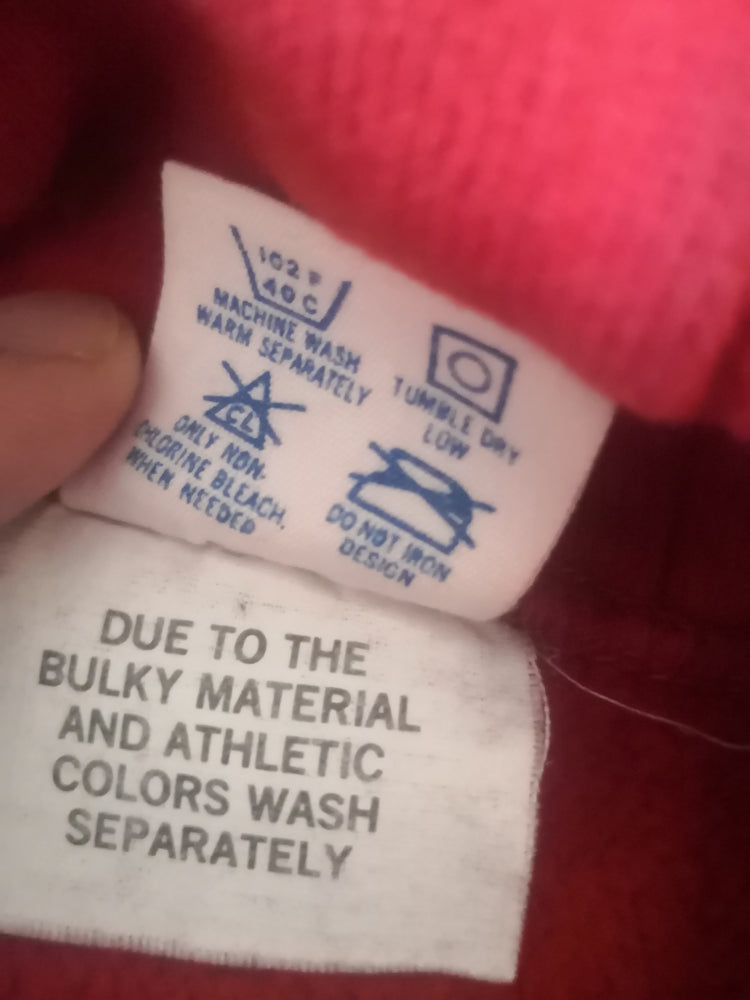 102 F
40 C
MACHINE WASH
WARM SEPARATELY
TUMBLE DRY
LOW
CL
ONLY NON-
CHLORINE BLEACH,
WHEN NEEDED
DO NOT IRON
DESIGN
DUE TO THE
BULKY MATERIAL
AND ATHLETIC
COLORS WASH
SEPARATELY